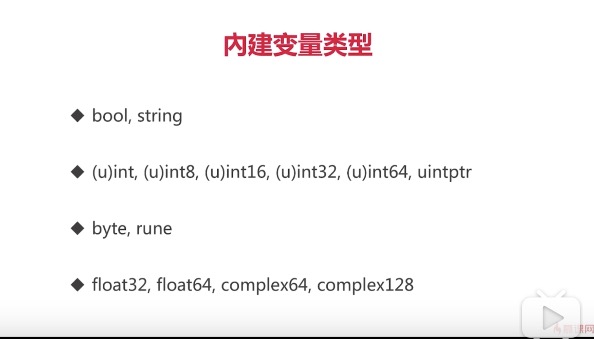 内建变量类型
◆ bool, string
◆ (u)int, (u)int8, (u)int16, (u)int32, (u)int64, uintptr
◆ byte, rune
◆ float32, float64, complex64, complex128